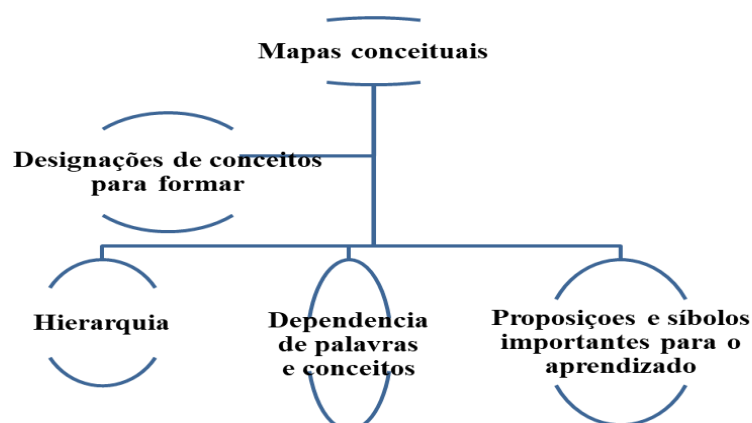 Mapas conceituais
Designações de conceitos
para formar
Hierarquia
Dependencia
de palavras
e conceitos
Proposiçoes e síbolos
importantes para o
aprendizado